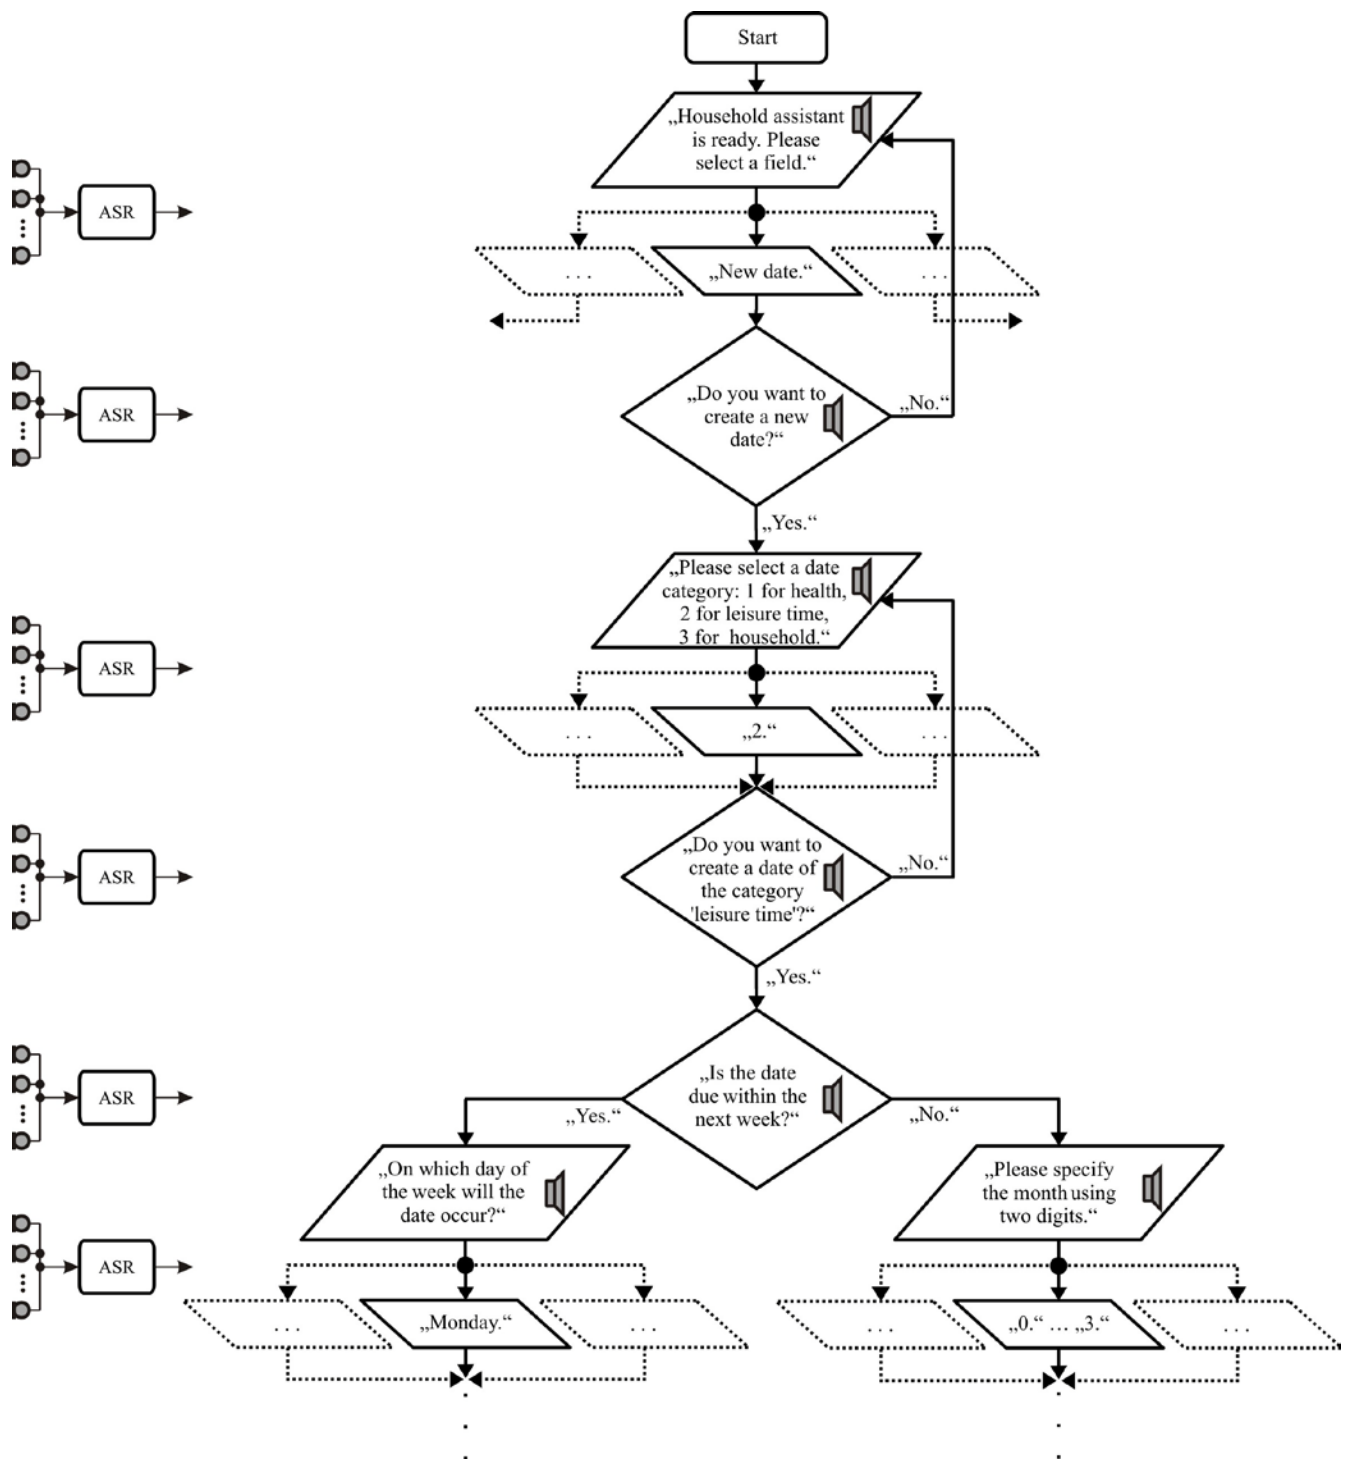 Start
„Household assistant
is ready. Please
select a field.“
ASR
. . .
„New date.“
. . .
ASR
„Do you want to
create a new
date?“
„No.“
„Yes.“
„Please select a date
category: 1 for health,
2 for leisure time,
3 for household.“
ASR
. . .
„2.“
. . .
ASR
„Do you want to
create a date of
the category
'leisure time'?“
„No.“
„Yes.“
ASR
„Is the date
due within the
next week?“
„Yes.“
„No.“
„On which day of
the week will the
date occur?“
„Please specify
the month using
two digits.“
ASR
. . .
„Monday.“
. . .
. . .
„0.“ ... „3.“
. . .